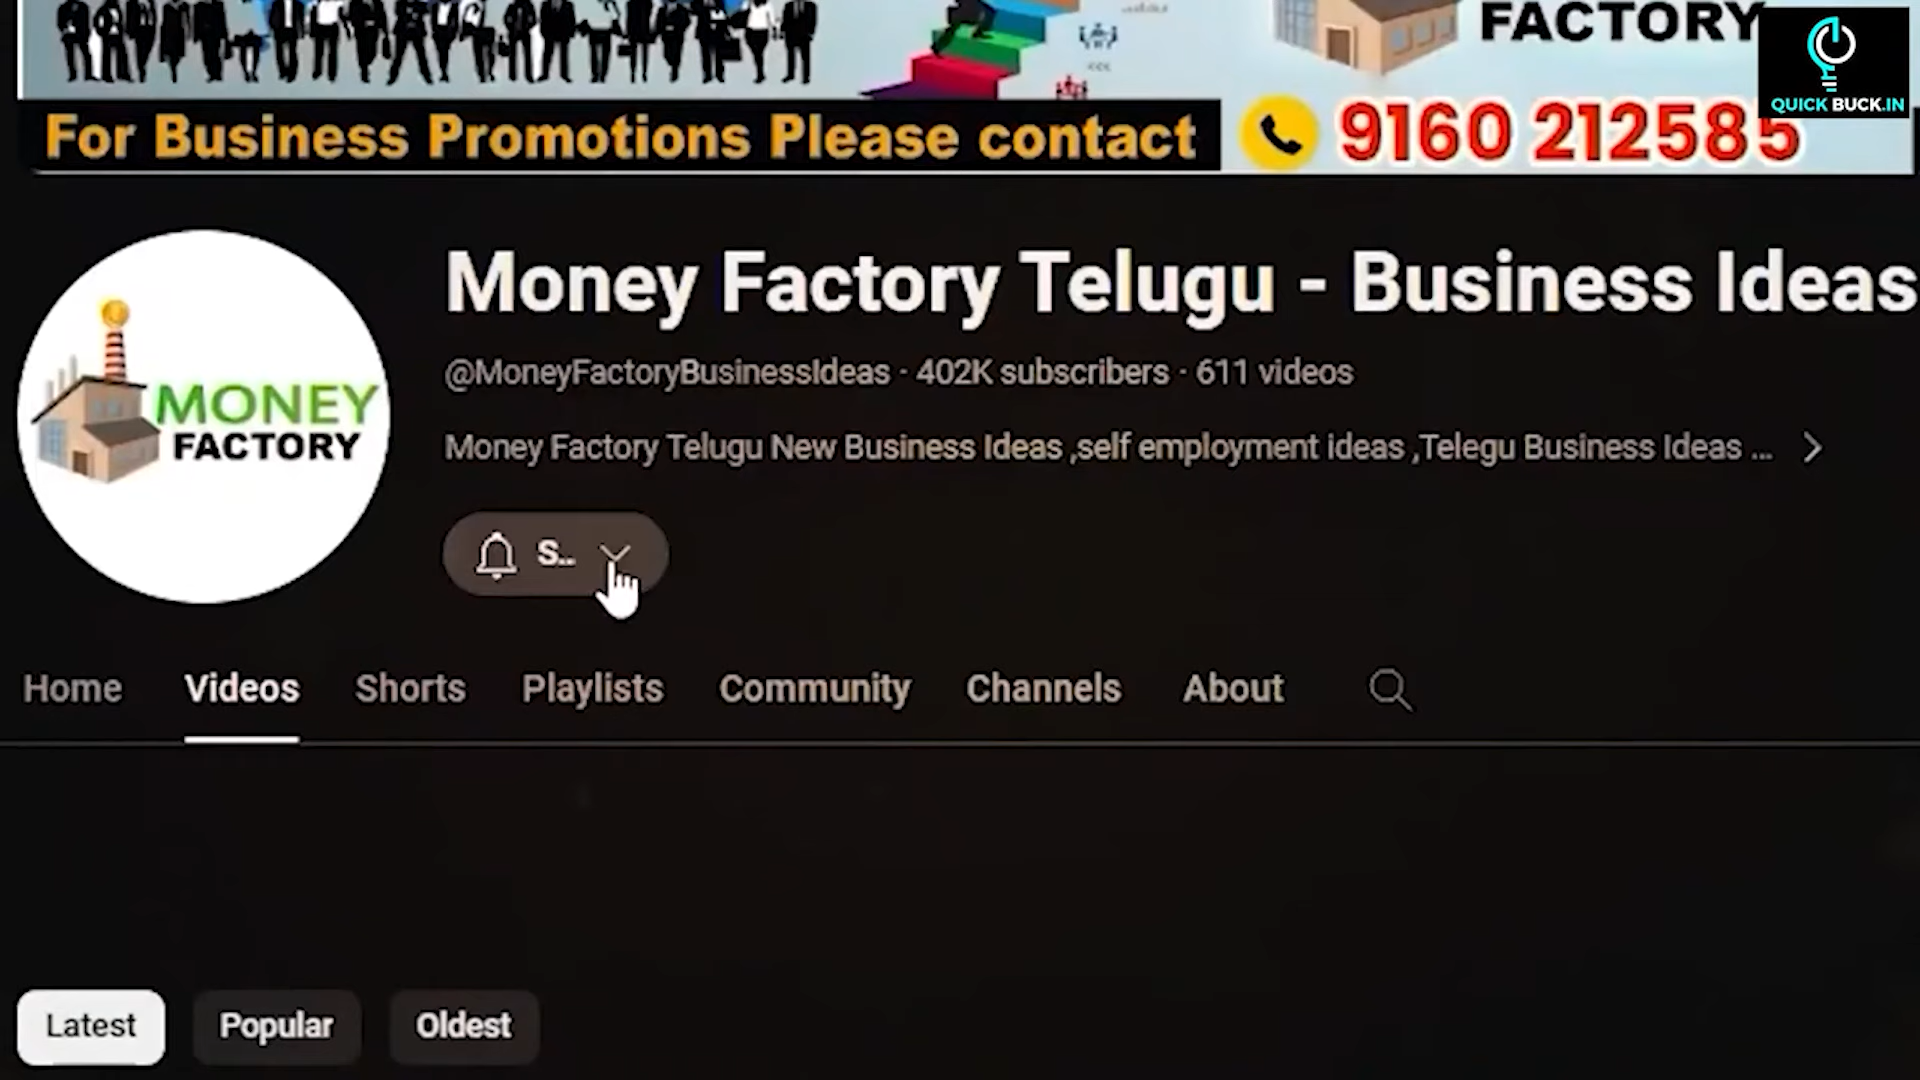 FACTORY
QUICK BUCK.IN
For Business Promotions Please contact
9160 212585
Money Factory Telugu - Business Ideas
@MoneyFactoryBusinessIdeas · 402K subscribers · 611 videos
MONEY
FACTORY
Money Factory Telugu New Business Ideas ,self employment ideas ,Telegu Business Ideas ...
S..
Home Videos Shorts Playlists Community Channels About
Latest Popular Oldest